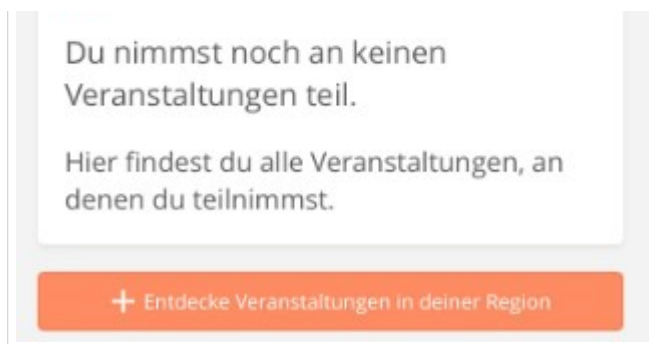 Du nimmst noch an keinen
Veranstaltungen teil.
Hier findest du alle Veranstaltungen, an
denen du teilnimmst.
+ Entdecke Veranstaltungen in deiner Region